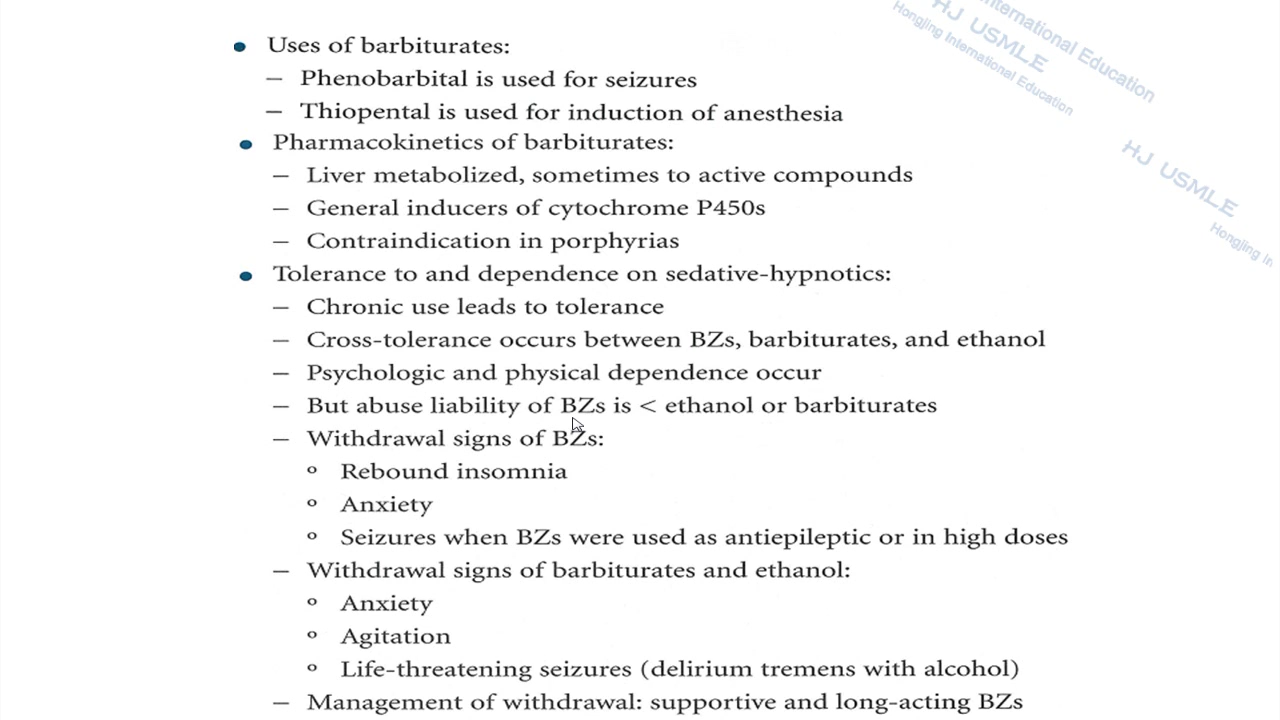 International Education
HJ USMLE
Hongjing International Education
HJ USMLE
Hongjing In
• Uses of barbiturates:
– Phenobarbital is used for seizures
– Thiopental is used for induction of anesthesia
• Pharmacokinetics of barbiturates:
– Liver metabolized, sometimes to active compounds
– General inducers of cytochrome P450s
– Contraindication in porphyrias
• Tolerance to and dependence on sedative-hypnotics:
– Chronic use leads to tolerance
– Cross-tolerance occurs between BZs, barbiturates, and ethanol
– Psychologic and physical dependence occur
– But abuse liability of BZs is < ethanol or barbiturates
– Withdrawal signs of BZs:
° Rebound insomnia
° Anxiety
° Seizures when BZs were used as antiepileptic or in high doses
– Withdrawal signs of barbiturates and ethanol:
° Anxiety
° Agitation
° Life-threatening seizures (delirium tremens with alcohol)
– Management of withdrawal: supportive and long-acting BZs